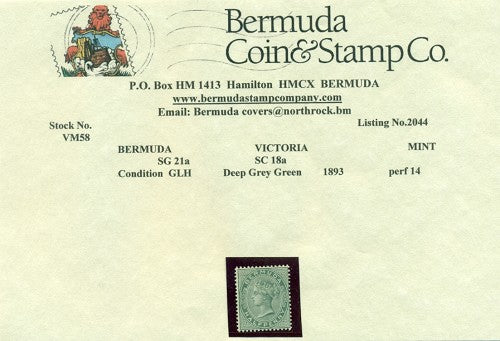 Bermuda
Coin&Stamp Co.
P.O. Box HM 1413 Hamilton HMCX BERMUDA
www.bermudastampcompany.com
Email: Bermuda covers@northrock.bm
Stock No. Listing No.2044
VM58
BERMUDA VICTORIA MINT
SG 21a SC 18a
Condition GLH Deep Grey Green 1893 perf 14
BERMUDA